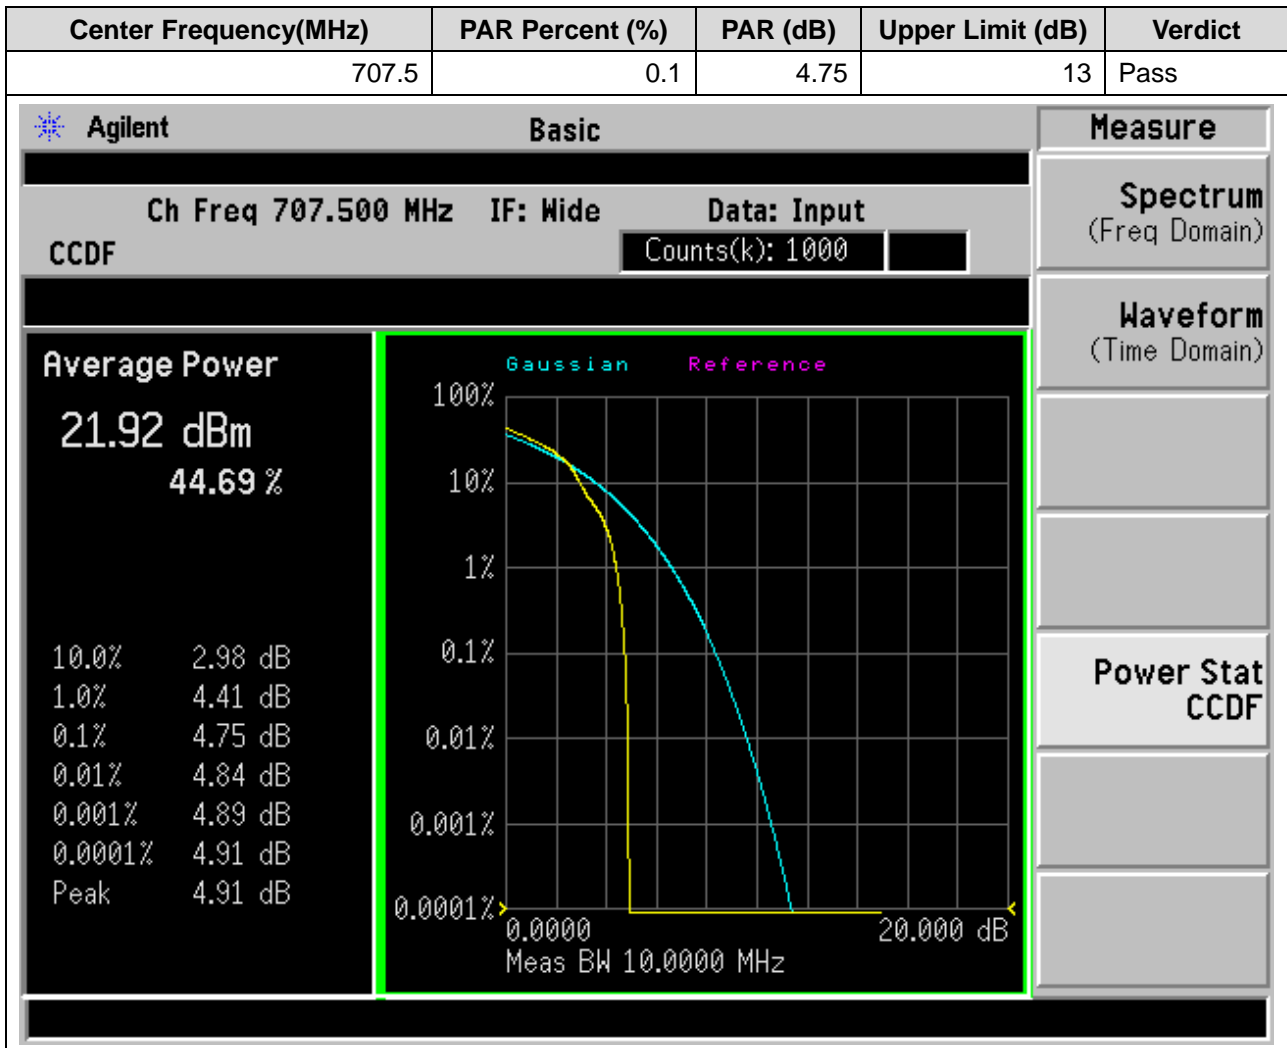 Center Frequency(MHz) PAR Percent (%) PAR (dB) Upper Limit (dB) Verdict
707.5 0.1 4.75 13 Pass
Agilent Basic Measure
Ch Freq 707.500 MHz IF: Wide Data: Input
CCDF Counts(k): 1000
Average Power
21.92 dBm
44.69 %
10.0% 2.98 dB
1.0% 4.41 dB
0.1% 4.75 dB
0.01% 4.84 dB
0.001% 4.89 dB
0.0001% 4.91 dB
Peak 4.91 dB
Gaussian Reference
100%
10%
1%
0.1%
0.01%
0.001%
0.0001%
0.0000 20.000 dB
Meas BW 10.0000 MHz
Spectrum
(Freq Domain)
Waveform
(Time Domain)
Power Stat
CCDF